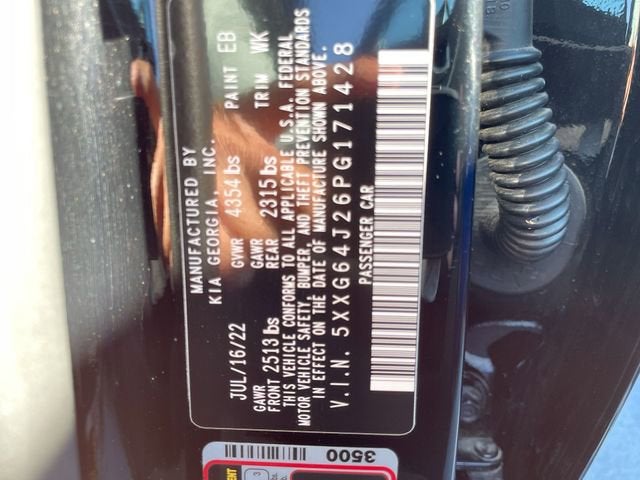 MANUFACTURED BY
KIA GEORGIA, INC.
PAINT EB
TRIM WK
JUL/16/22
GVWR 4354 lbs
GAWR FRONT 2513 lbs
GAWR REAR 2315 lbs
THIS VEHICLE CONFORMS TO ALL APPLICABLE U.S.A. FEDERAL
MOTOR VEHICLE SAFETY, BUMPER, AND THEFT PREVENTION STANDARDS
IN EFFECT ON THE DATE OF MANUFACTURE SHOWN ABOVE.
V.I.N. 5XXG64J26PG171428
PASSENGER CAR
3500